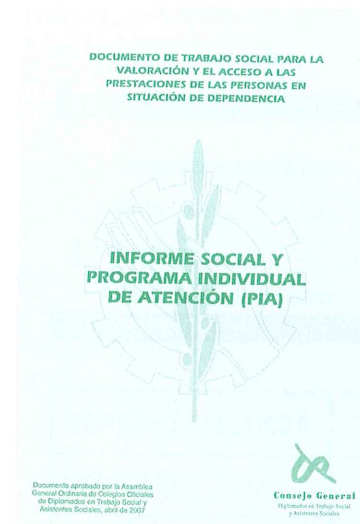 DOCUMENTO DE TRABAJO SOCIAL PARA LA
VALORACIÓN Y EL ACCESO A LAS
PRESTACIONES DE LAS PERSONAS EN
SITUACIÓN DE DEPENDENCIA
INFORME SOCIAL Y
PROGRAMA INDIVIDUAL
DE ATENCIÓN (PIA)
Documento aprobado por la Asamblea
General Ordinaria de Colegios Oficiales
de Diplomados en Trabajo Social y
Asistentes Sociales, abril de 2007
Consejo General
Diplomados en Trabajo Social
y Asistentes Sociales